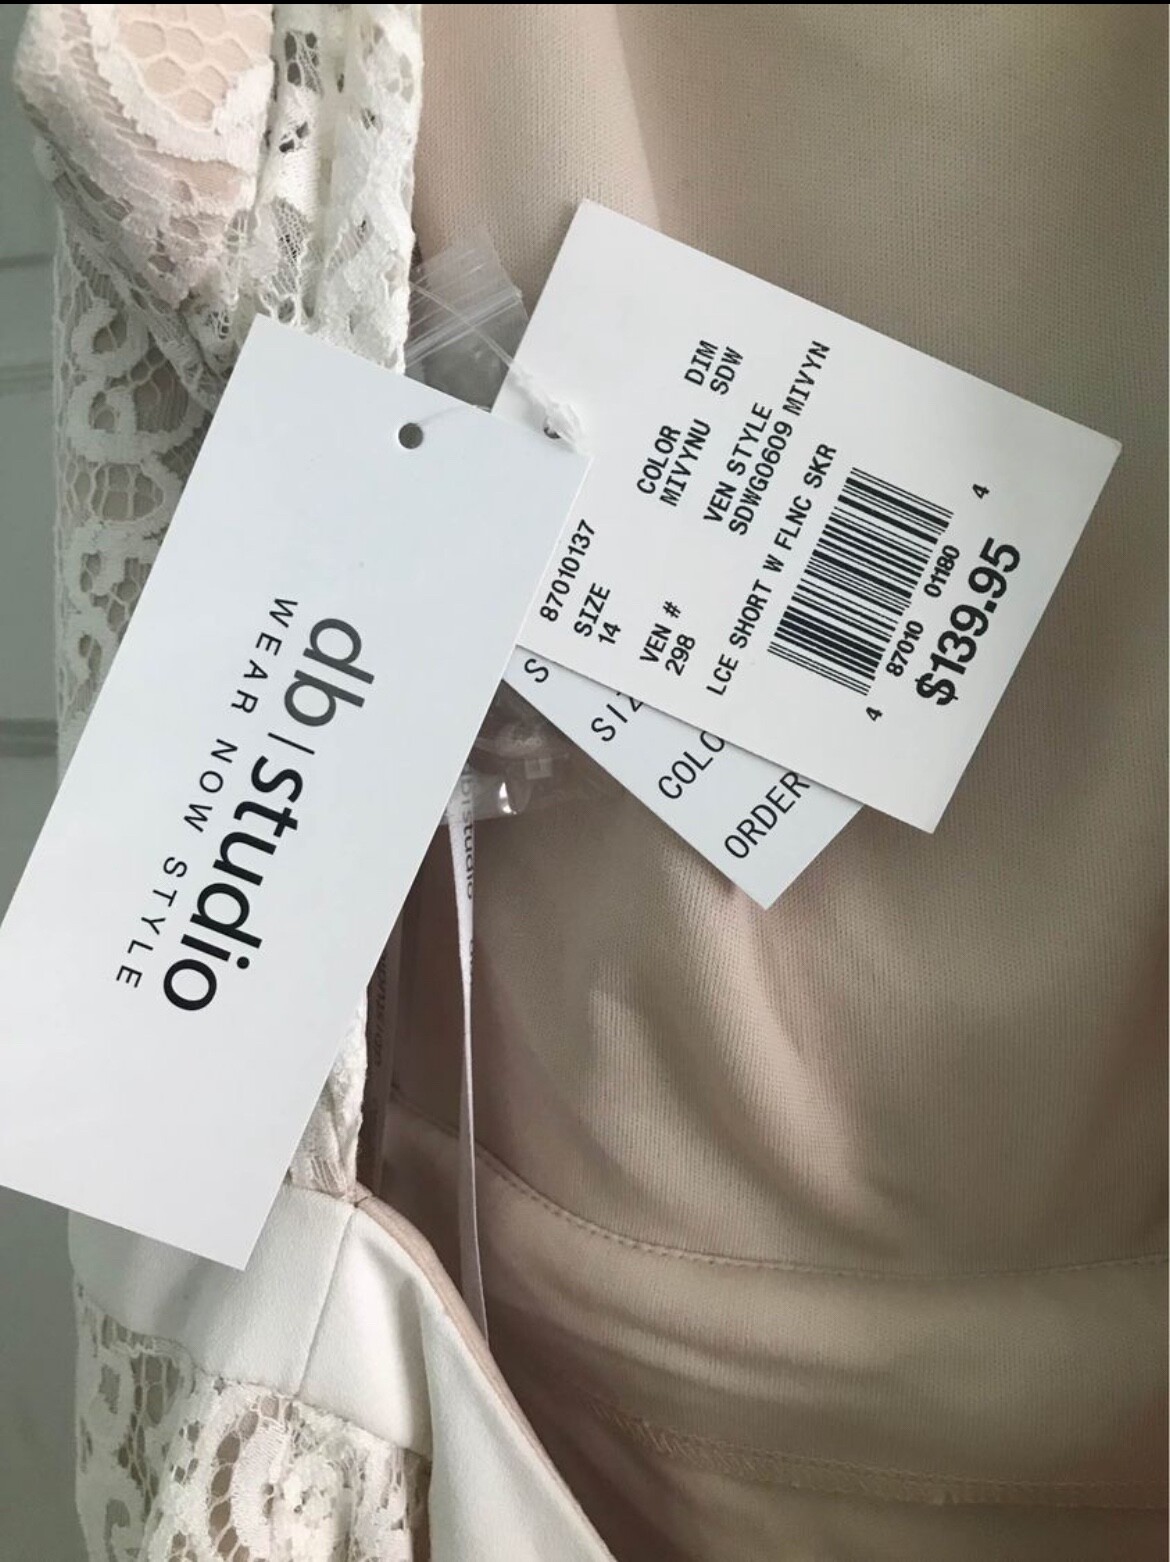 db|studio
WEAR NOW STYLE
87010137
SIZE
14
COLOR
MIVYNU
DIM
SDW
VEN #
298
VEN STYLE
SDWG0609 MIVYN
LCE SHORT W FLNC SKR
4 87010 01180 4
$139.95
S
SIZ
COLO
ORDER
studio